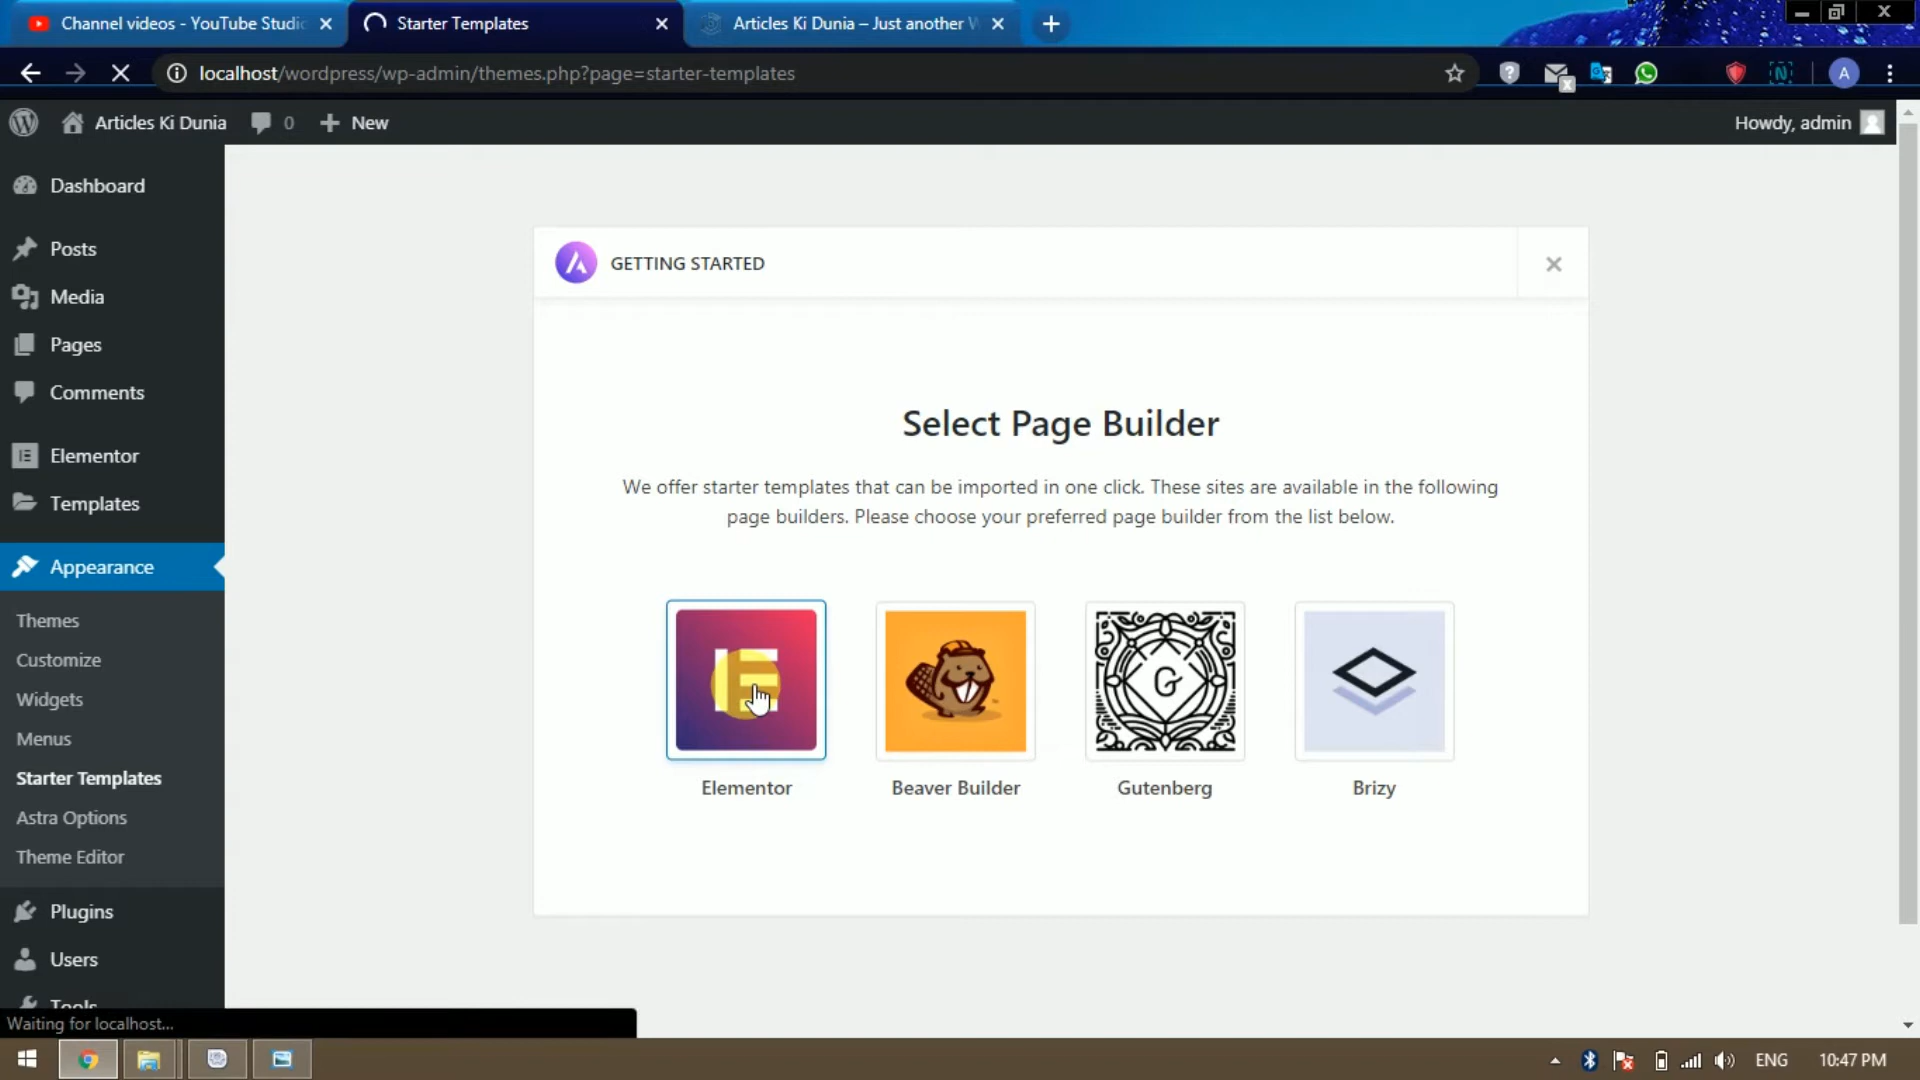 Channel videos - YouTube Studio
Starter Templates
Articles Ki Dunia – Just another W
localhost/wordpress/wp-admin/themes.php?page=starter-templates
A
Articles Ki Dunia
0
New
Howdy, admin
Dashboard
Posts
Media
Pages
Comments
Elementor
Templates
Appearance
Themes
Customize
Widgets
Menus
Starter Templates
Astra Options
Theme Editor
Plugins
Users
Tools
GETTING STARTED
Select Page Builder
We offer starter templates that can be imported in one click. These sites are available in the following
page builders. Please choose your preferred page builder from the list below.
Elementor
Beaver Builder
G
Gutenberg
Brizy
Waiting for localhost...
ENG
10:47 PM